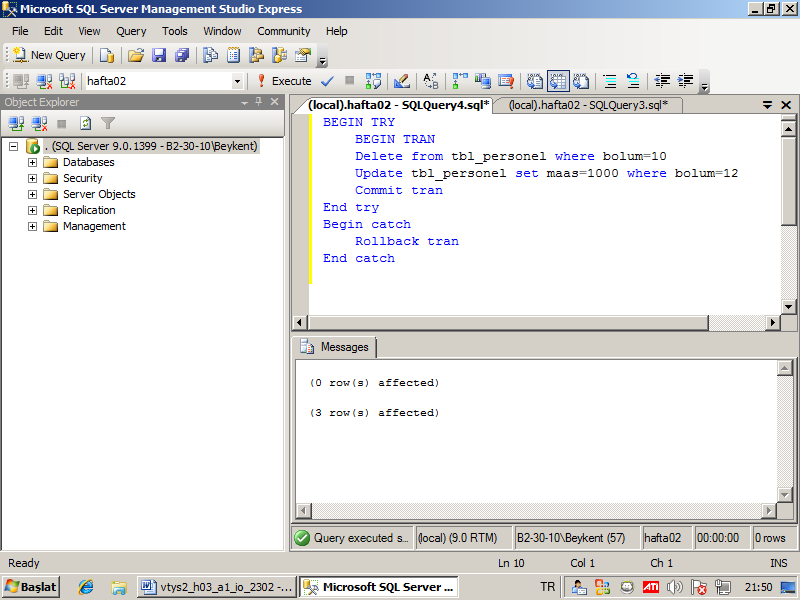 Microsoft SQL Server Management Studio Express
File Edit View Query Tools Window Community Help
New Query
hafta02 Execute
Object Explorer
. (SQL Server 9.0.1399 - B2-30-10\Beykent)
Databases
Security
Server Objects
Replication
Management
(local).hafta02 - SQLQuery4.sql* (local).hafta02 - SQLQuery3.sql*
BEGIN TRY
BEGIN TRAN
Delete from tbl_personel where bolum=10
Update tbl_personel set maas=1000 where bolum=12
Commit tran
End try
Begin catch
Rollback tran
End catch
Messages
(0 row(s) affected)
(3 row(s) affected)
Query executed s... (local) (9.0 RTM) B2-30-10\Beykent (57) hafta02 00:00:00 0 rows
Ready Ln 10 Col 1 Ch 1 INS
Başlat vtys2_h03_a1_io_2302 -... Microsoft SQL Server ... TR ATI 21:50